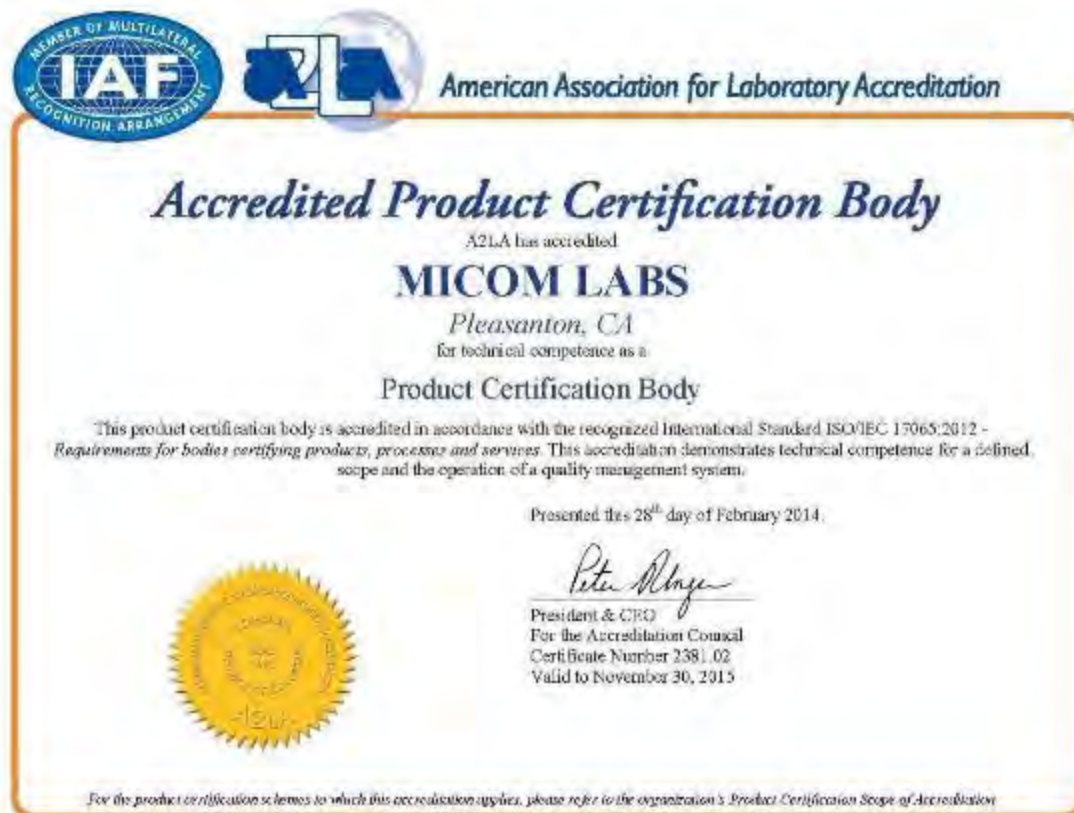 MEMBER OF MULTILATERAL
IAF
RECOGNITION ARRANGEMENT
A2LA
American Association for Laboratory Accreditation
Accredited Product Certification Body
A2LA has accredited
MICOM LABS
Pleasanton, CA
for technical competence as a
Product Certification Body
This product certification body is accredited in accordance with the recognized International Standard ISO/IEC 17065:2012 -
Requirements for bodies certifying products, processes and services. This accreditation demonstrates technical competence for a defined
scope and the operation of a quality management system.
Presented this 28th day of February 2014.
Peter
President & CEO
For the Accreditation Council
Certificate Number 2381.02
Valid to November 30, 2015
A2LA
For the product certification schemes to which this accreditation applies, please refer to the organization's Product Certification Scope of Accreditation